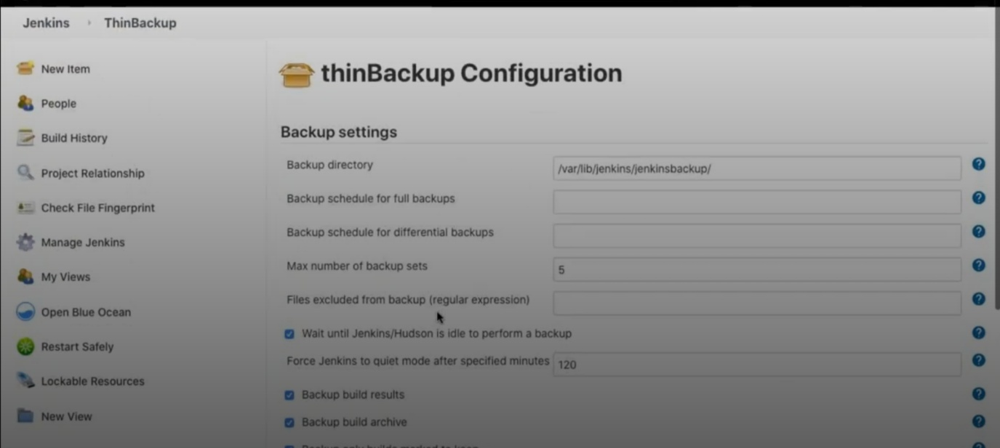 Jenkins › ThinBackup
New Item
People
Build History
Project Relationship
Check File Fingerprint
Manage Jenkins
My Views
Open Blue Ocean
Restart Safely
Lockable Resources
New View
thinBackup Configuration
Backup settings
Backup directory /var/lib/jenkins/jenkinsbackup/
Backup schedule for full backups
Backup schedule for differential backups
Max number of backup sets 5
Files excluded from backup (regular expression)
Wait until Jenkins/Hudson is idle to perform a backup
Force Jenkins to quiet mode after specified minutes 120
Backup build results
Backup build archive